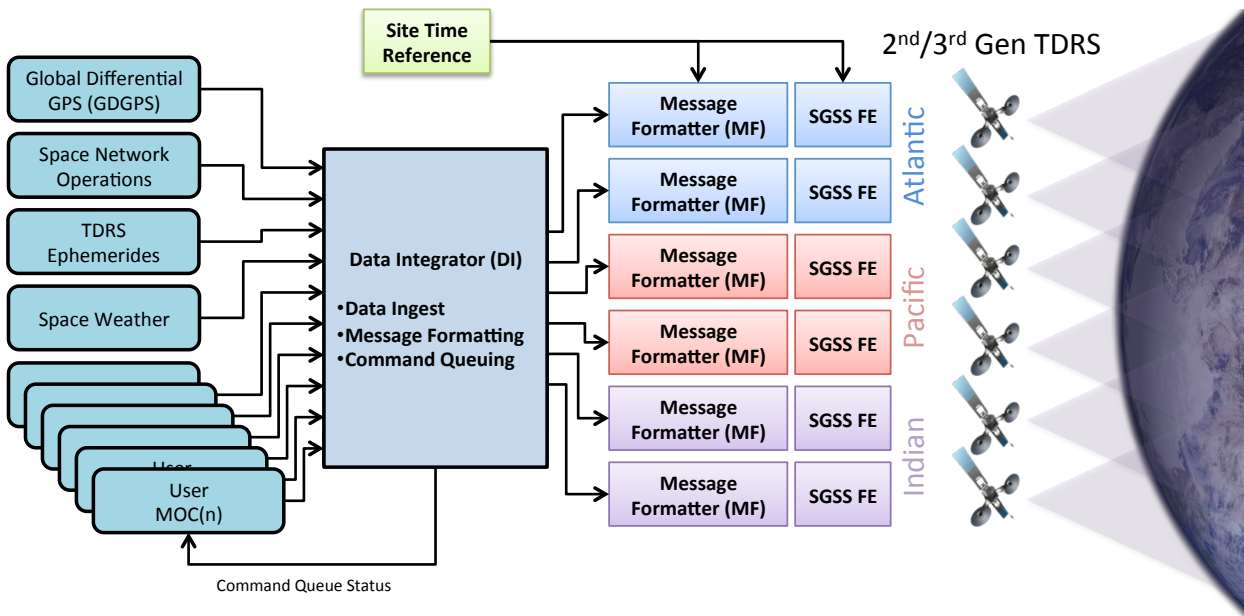 Site Time
Reference
2nd/3rd Gen TDRS
Global Differential
GPS (GDGPS)
Space Network
Operations
TDRS
Ephemerides
Space Weather
User
User
MOC(n)
Command Queue Status
Data Integrator (DI)
•Data Ingest
•Message Formatting
•Command Queuing
Message
Formatter (MF)
SGSS FE
Message
Formatter (MF)
SGSS FE
Atlantic
Message
Formatter (MF)
SGSS FE
Message
Formatter (MF)
SGSS FE
Pacific
Message
Formatter (MF)
SGSS FE
Message
Formatter (MF)
SGSS FE
Indian